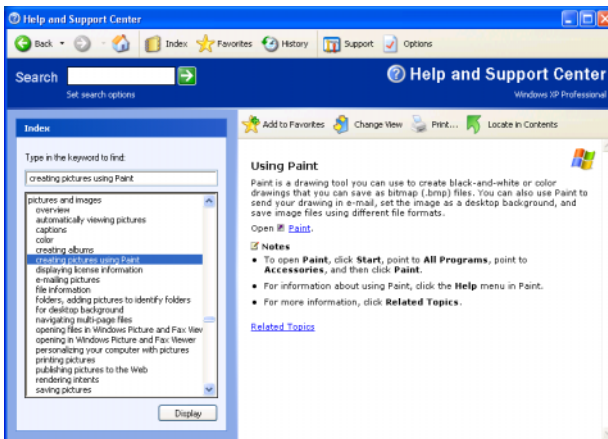 Help and Support Center
Back Index Favorites History Support Options
Search
Set search options
Help and Support Center
Windows XP Professional
Index
Add to Favorites Change View Print... Locate in Contents
Type in the keyword to find:
creating pictures using Paint
pictures and images
overview
automatically viewing pictures
captions
color
creating albums
creating pictures using Paint
displaying license information
e-mailing pictures
file information
folders, adding pictures to identify folders
for desktop background
navigating multi-page files
opening files in Windows Picture and Fax View
opening in Windows Picture and Fax Viewer
personalizing your computer with pictures
printing pictures
publishing pictures to the Web
rendering intents
saving pictures
Display
Using Paint
Paint is a drawing tool you can use to create black-and-white or color
drawings that you can save as bitmap (.bmp) files. You can also use Paint to
send your drawing in e-mail, set the image as a desktop background, and
save image files using different file formats.
Open Paint.
Notes
• To open Paint, click Start, point to All Programs, point to
Accessories, and then click Paint.
• For information about using Paint, click the Help menu in Paint.
• For more information, click Related Topics.
Related Topics